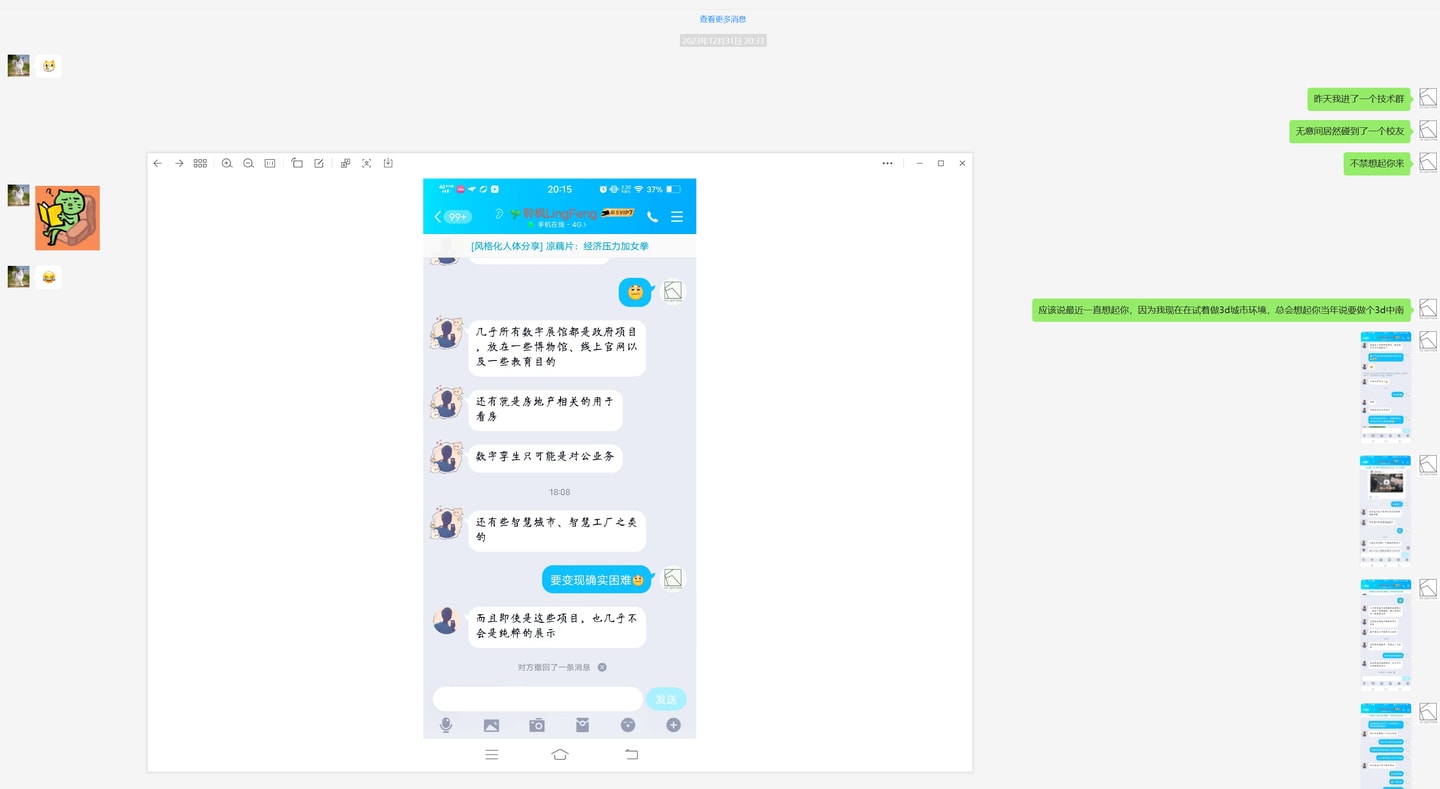 查看更多消息
2023年12月31日 20:33
昨天我进了一个技术群
无意间居然碰到了一个校友
不禁想起你来
20:15
37%
99+
聆枫LingFeng
手机在线 - 4G
[风格化人体分享] 凉藕片：经济压力加女拳
几乎所有数字展馆都是政府项目
，放在一些博物馆、线上官网以
及一些教育目的
还有就是房地产相关的用于
看房
数字孪生只可能是对公业务
18:08
还有些智慧城市、智慧工厂之类
的
要变现确实困难
而且即使是这些项目，也几乎不
会是纯粹的展示
对方撤回了一条消息
发送
应该说最近一直想起你，因为我现在在试着做3d城市环境，总会想起你当年说要做个3d中南